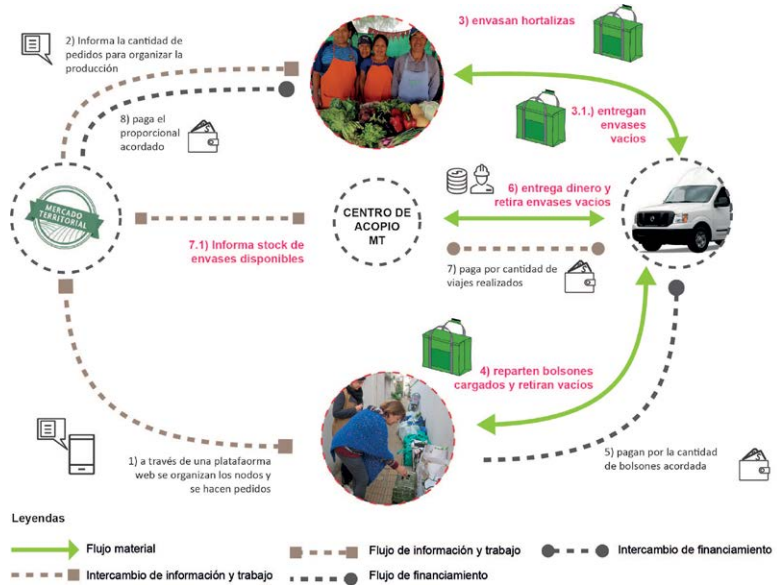 2) Informa la cantidad de
pedidos para organizar la
producción
3) envasan hortalizas
8) paga el
proporcional
acordado
3.1.) entregan
envases
vacíos
MERCADO
TERRITORIAL
CENTRO DE
ACOPIO
MT
6) entrega dinero y
retira envases vacios
7.1) Informa stock de
envases disponibles
7) paga por cantidad de
viajes realizados
4) reparten bolsones
cargados y retiran vacíos
1) a través de una platafaorma
web se organizan los nodos y
se hacen pedidos
5) pagan por la cantidad
de bolsones acordada
Leyendas
Flujo material
Flujo de información y trabajo
Intercambio de financiamiento
Intercambio de información y trabajo
Flujo de financiamiento